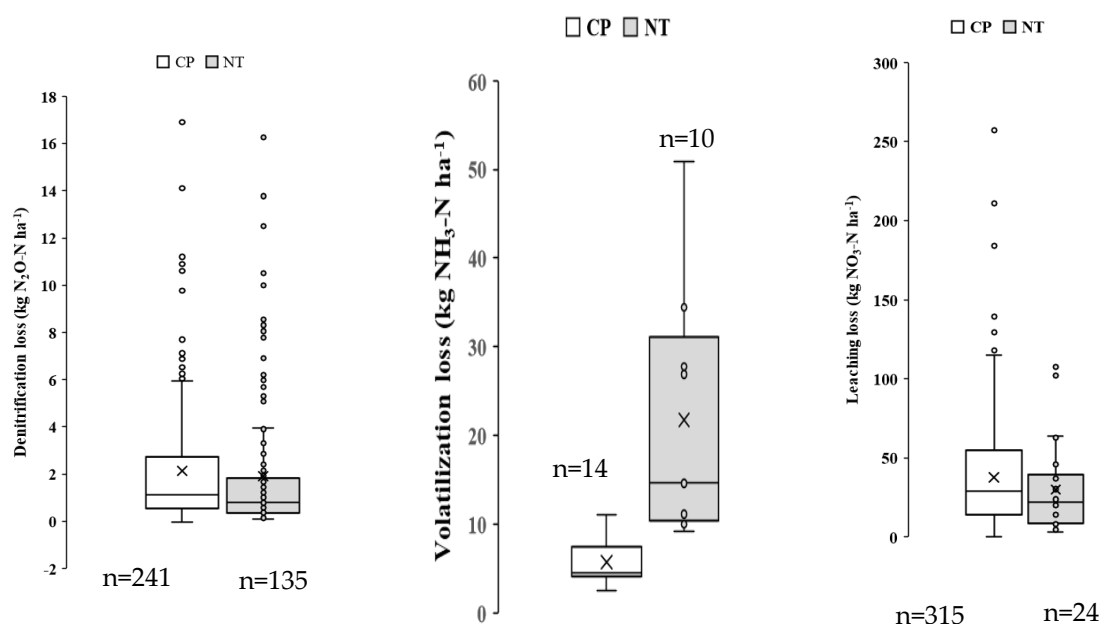 CP NT
Denitrification loss (kg N₂O-N ha⁻¹)
18
16
14
12
10
8
6
4
2
0
-2
n=241
n=135
CP NT
Volatilization loss (kg NH₃-N ha⁻¹)
60
50
40
30
20
10
0
n=10
n=14
CP NT
Leaching loss (kg NO₃-N ha⁻¹)
300
250
200
150
100
50
0
n=315
n=24